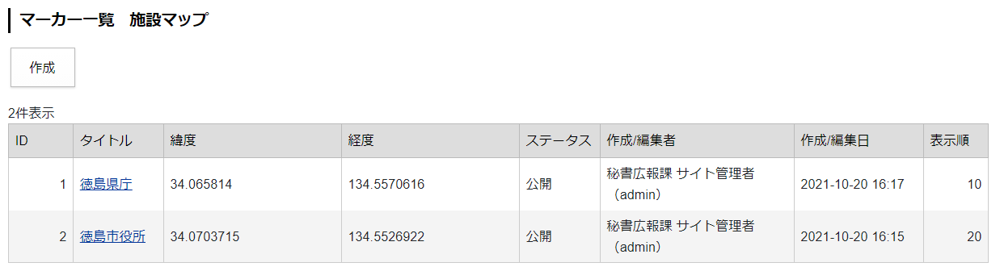 マーカー一覧　施設マップ
作成
2件表示
ID タイトル 緯度 経度 ステータス 作成/編集者 作成/編集日 表示順
1 徳島県庁 34.065814 134.5570616 公開 秘書広報課 サイト管理者 2021-10-20 16:17 10
（admin）
2 徳島市役所 34.0703715 134.5526922 公開 秘書広報課 サイト管理者 2021-10-20 16:15 20
（admin）